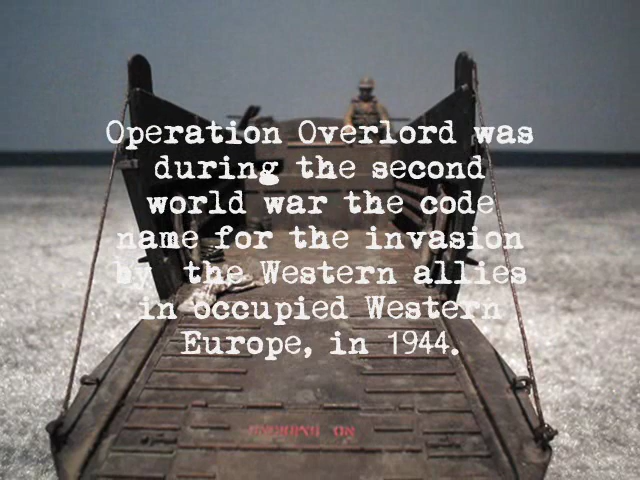 Operation Overlord was
during the second
world war the code
name for the invasion
by the Western allies
in occupied Western
Europe, in 1944.